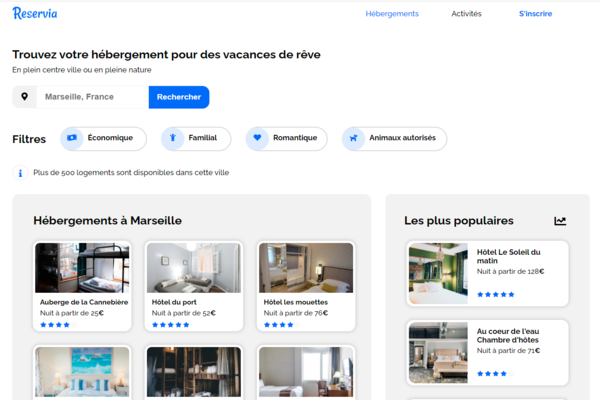 Reservia
Hébergements
Activités
S'inscrire
Trouvez votre hébergement pour des vacances de rêve
En plein centre ville ou en pleine nature
Marseille, France
Rechercher
Filtres
Économique
Familial
Romantique
Animaux autorisés
Plus de 500 logements sont disponibles dans cette ville
Hébergements à Marseille
Auberge de la Cannebière
Nuit à partir de 25€
Hôtel du port
Nuit à partir de 52€
Hôtel les mouettes
Nuit à partir de 76€
Les plus populaires
Hôtel Le Soleil du
matin
Nuit à partir de 128€
Au coeur de l'eau
Chambre d'hôtes
Nuit à partir de 71€